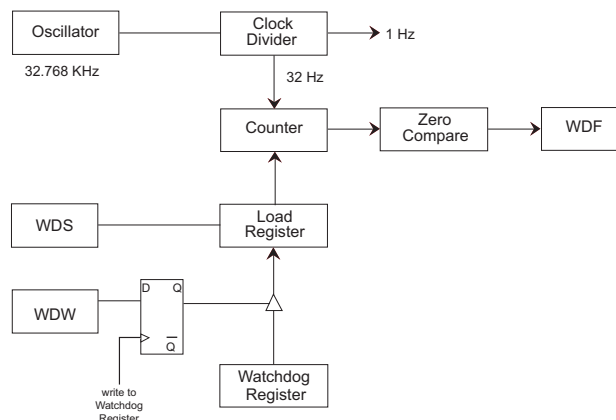 Oscillator
Clock
Divider
1 Hz
32.768 KHz
32 Hz
Counter
Zero
Compare
WDF
WDS
Load
Register
WDW
D Q
Q
Watchdog
Register
write to
Watchdog
Register